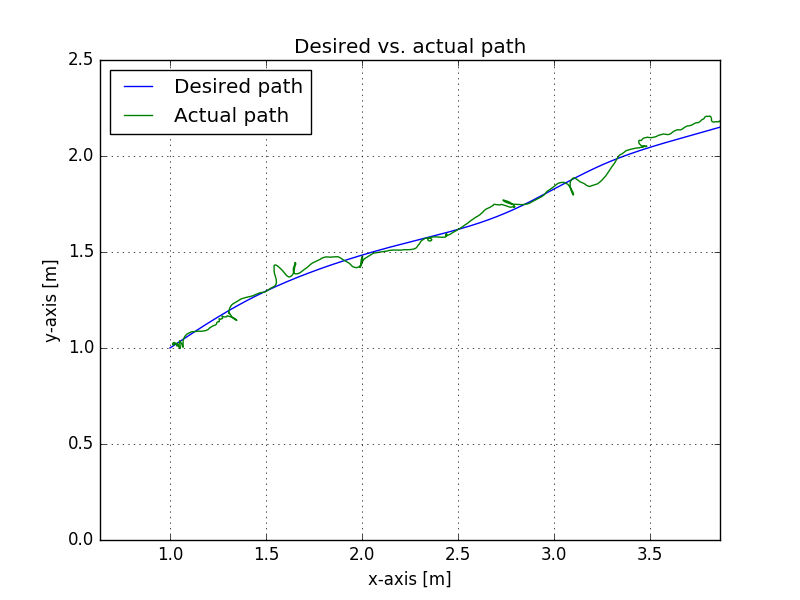 Desired vs. actual path
Desired path
Actual path
2.5
2.0
1.5
1.0
0.5
0.0
y-axis [m]
1.0 1.5 2.0 2.5 3.0 3.5
x-axis [m]